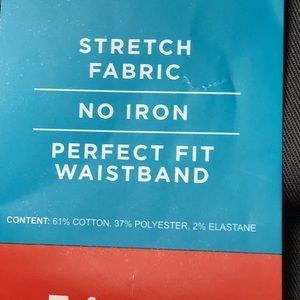 STRETCH
FABRIC
NO IRON
PERFECT FIT
WAISTBAND
CONTENT: 61% COTTON, 37% POLYESTER, 2% ELASTANE